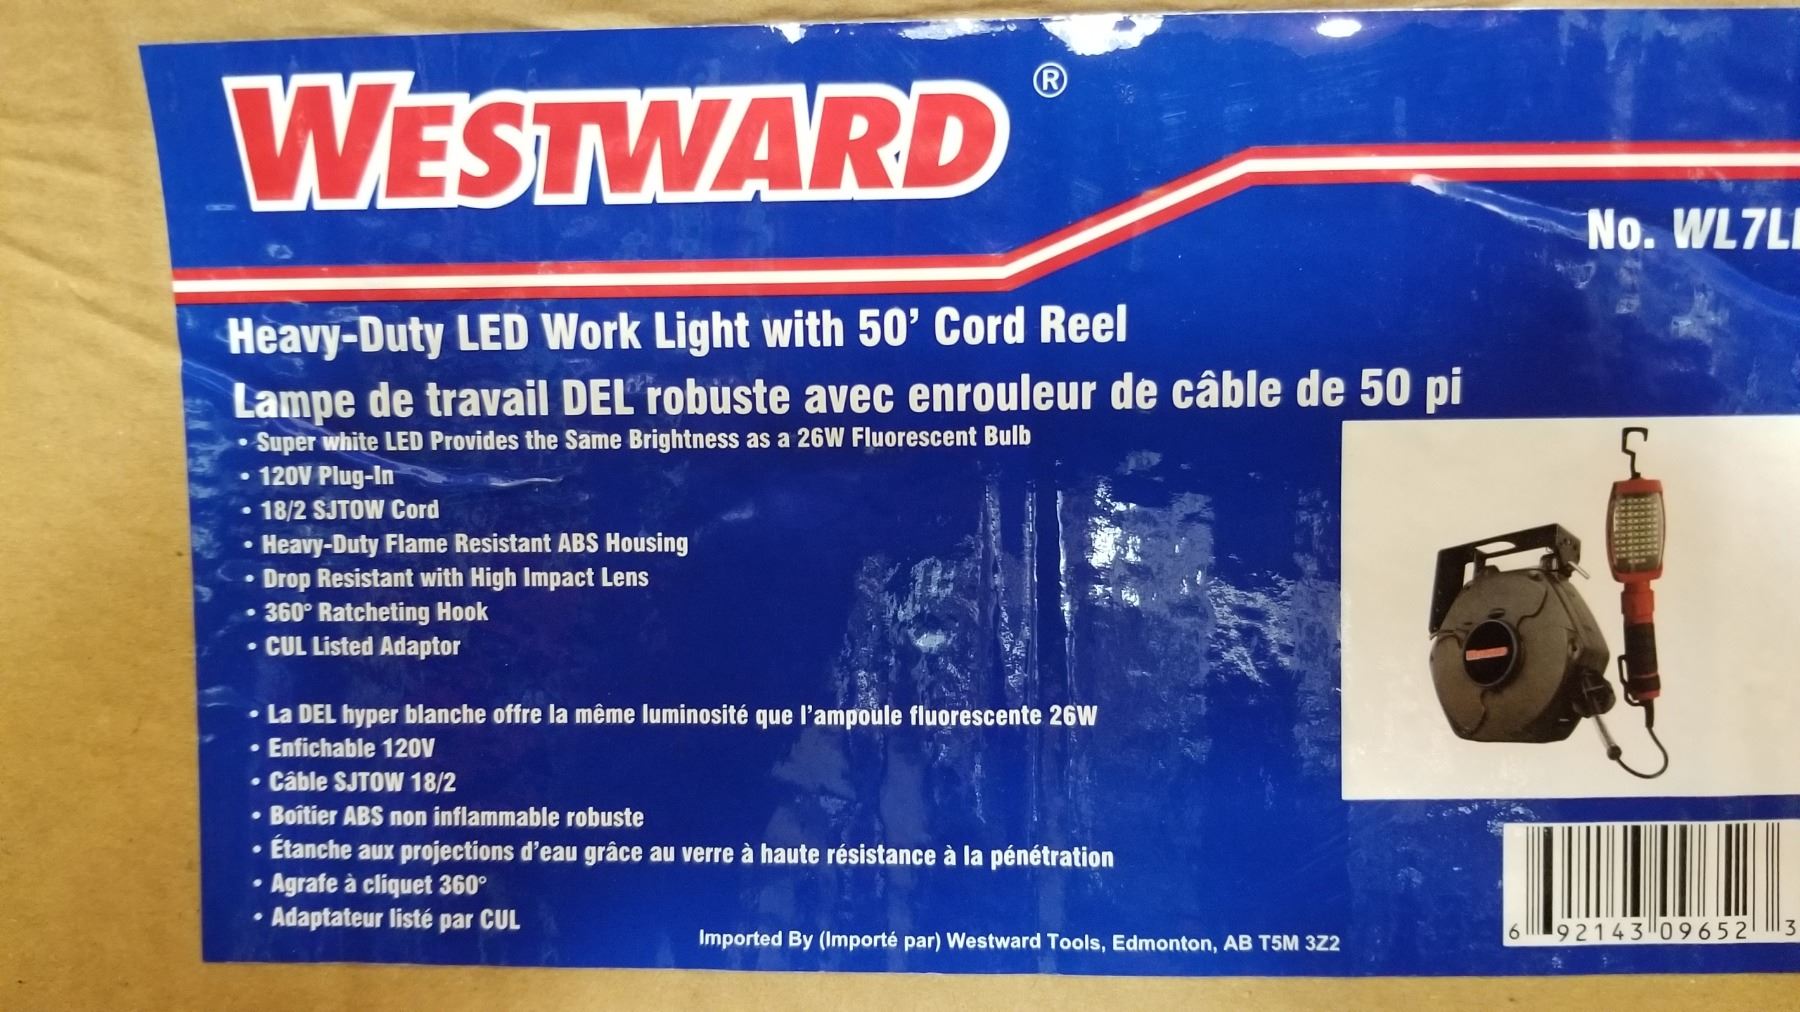 WESTWARD®
No. WL7L
Heavy-Duty LED Work Light with 50’ Cord Reel
Lampe de travail DEL robuste avec enrouleur de câble de 50 pi
• Super white LED Provides the Same Brightness as a 26W Fluorescent Bulb
• 120V Plug-In
• 18/2 SJTOW Cord
• Heavy-Duty Flame Resistant ABS Housing
• Drop Resistant with High Impact Lens
• 360° Ratcheting Hook
• CUL Listed Adaptor
• La DEL hyper blanche offre la même luminosité que l’ampoule fluorescente 26W
• Enfichable 120V
• Câble SJTOW 18/2
• Boîtier ABS non inflammable robuste
• Étanche aux projections d’eau grâce au verre à haute résistance à la pénétration
• Agrafe à cliquet 360°
• Adaptateur listé par CUL
Imported By (Importé par) Westward Tools, Edmonton, AB T5M 3Z2
6 92143 09652 3